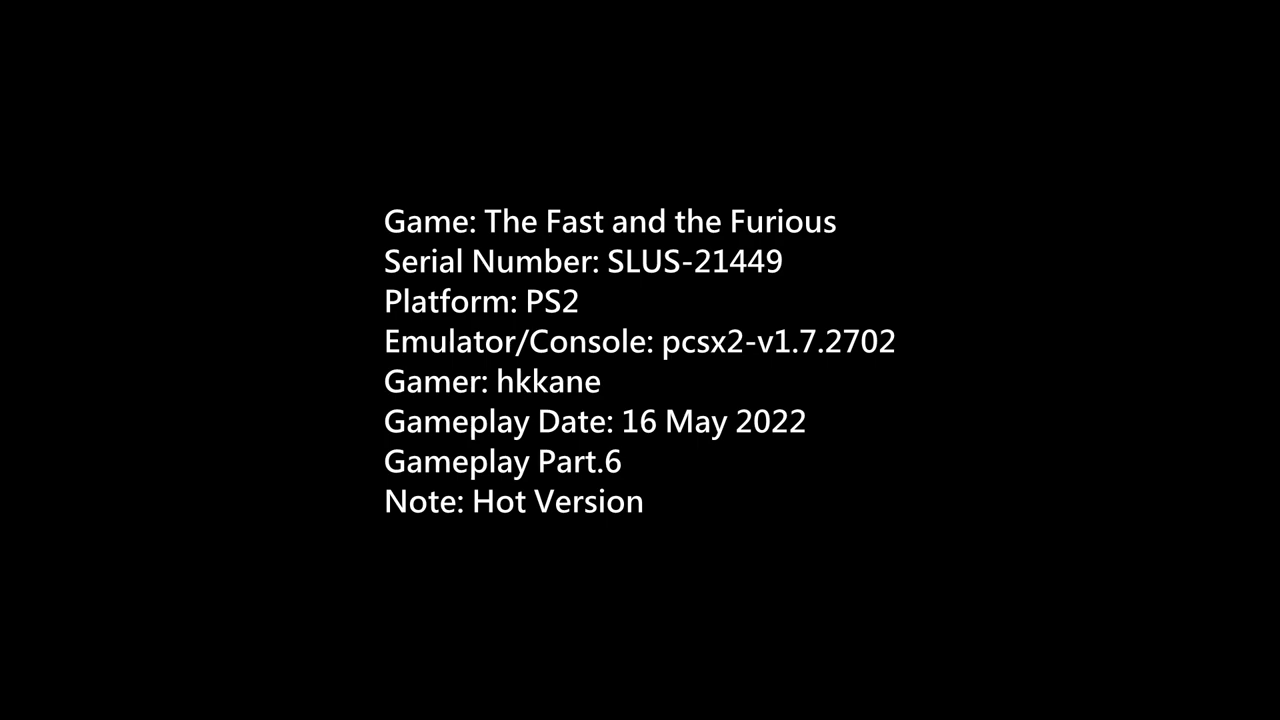 Game: The Fast and the Furious
Serial Number: SLUS-21449
Platform: PS2
Emulator/Console: pcsx2-v1.7.2702
Gamer: hkkane
Gameplay Date: 16 May 2022
Gameplay Part.6
Note: Hot Version